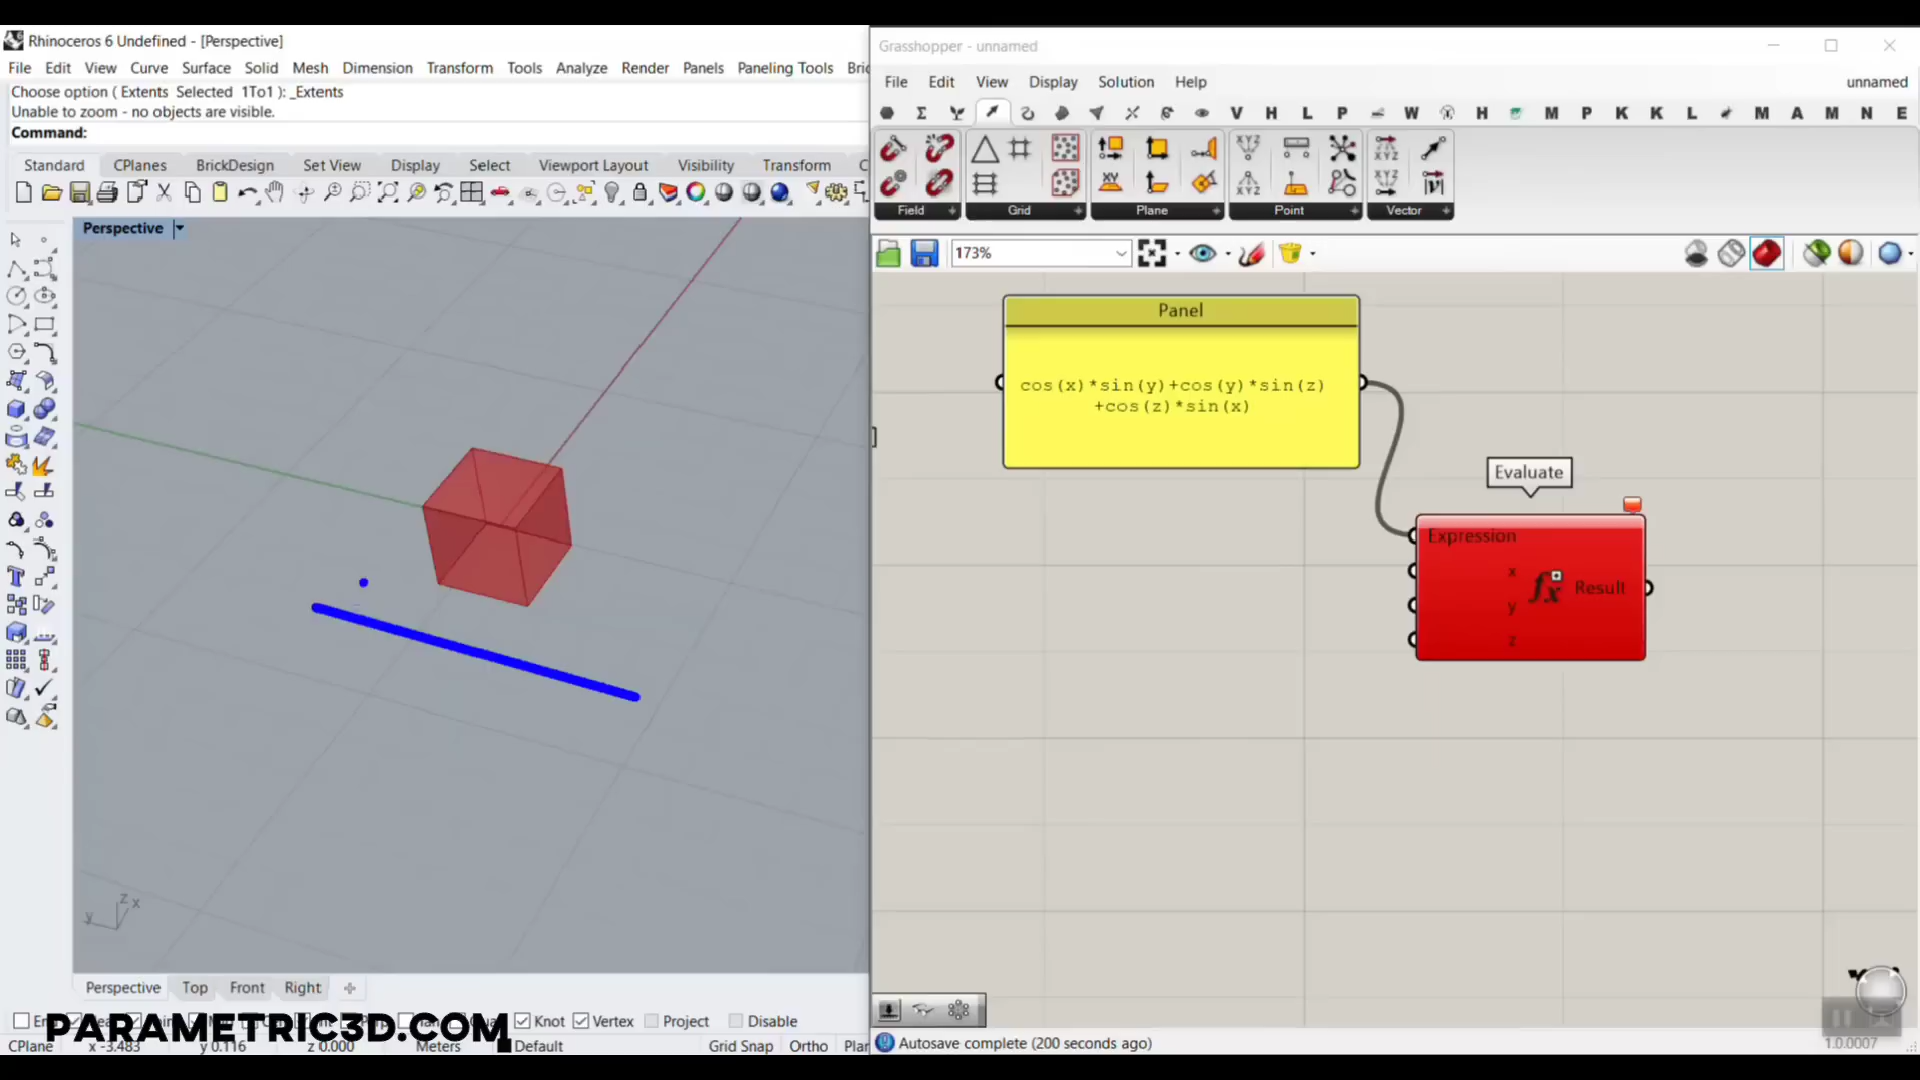 Rhinoceros 6 Undefined - [Perspective]
File Edit View Curve Surface Solid Mesh Dimension Transform Tools Analyze Render Panels Paneling Tools
Choose option ( Extents Selected 1To1 ): _Extents
Unable to zoom - no objects are visible.
Command:
Standard CPlanes BrickDesign Set View Display Select Viewport Layout Visibility Transform
Perspective
z x
y
Perspective Top Front Right
Knot Vertex Project Disable
PARAMETRIC3D.COM
CPlane x -3.483 y 0.116 z 0.000 Meters Default Grid Snap Ortho
Grasshopper - unnamed
File Edit View Display Solution Help unnamed
V H L P W H M P K K L M A M N E
Field Grid Plane Point Vector
173%
Panel
cos(x)*sin(y)+cos(y)*sin(z)
+cos(z)*sin(x)
Evaluate
Expression
x
y
z
Result
Autosave complete (200 seconds ago)
1.0.0007